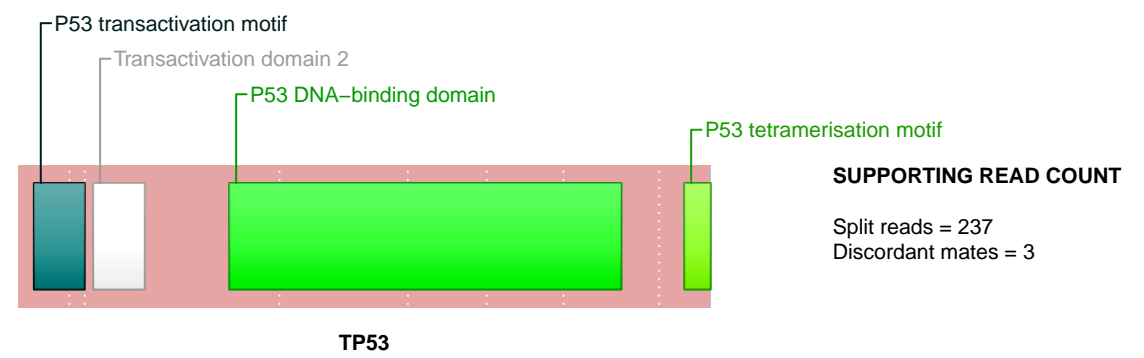 P53 transactivation motif
Transactivation domain 2
P53 DNA−binding domain
P53 tetramerisation motif
SUPPORTING READ COUNT
Split reads = 237
Discordant mates = 3
TP53